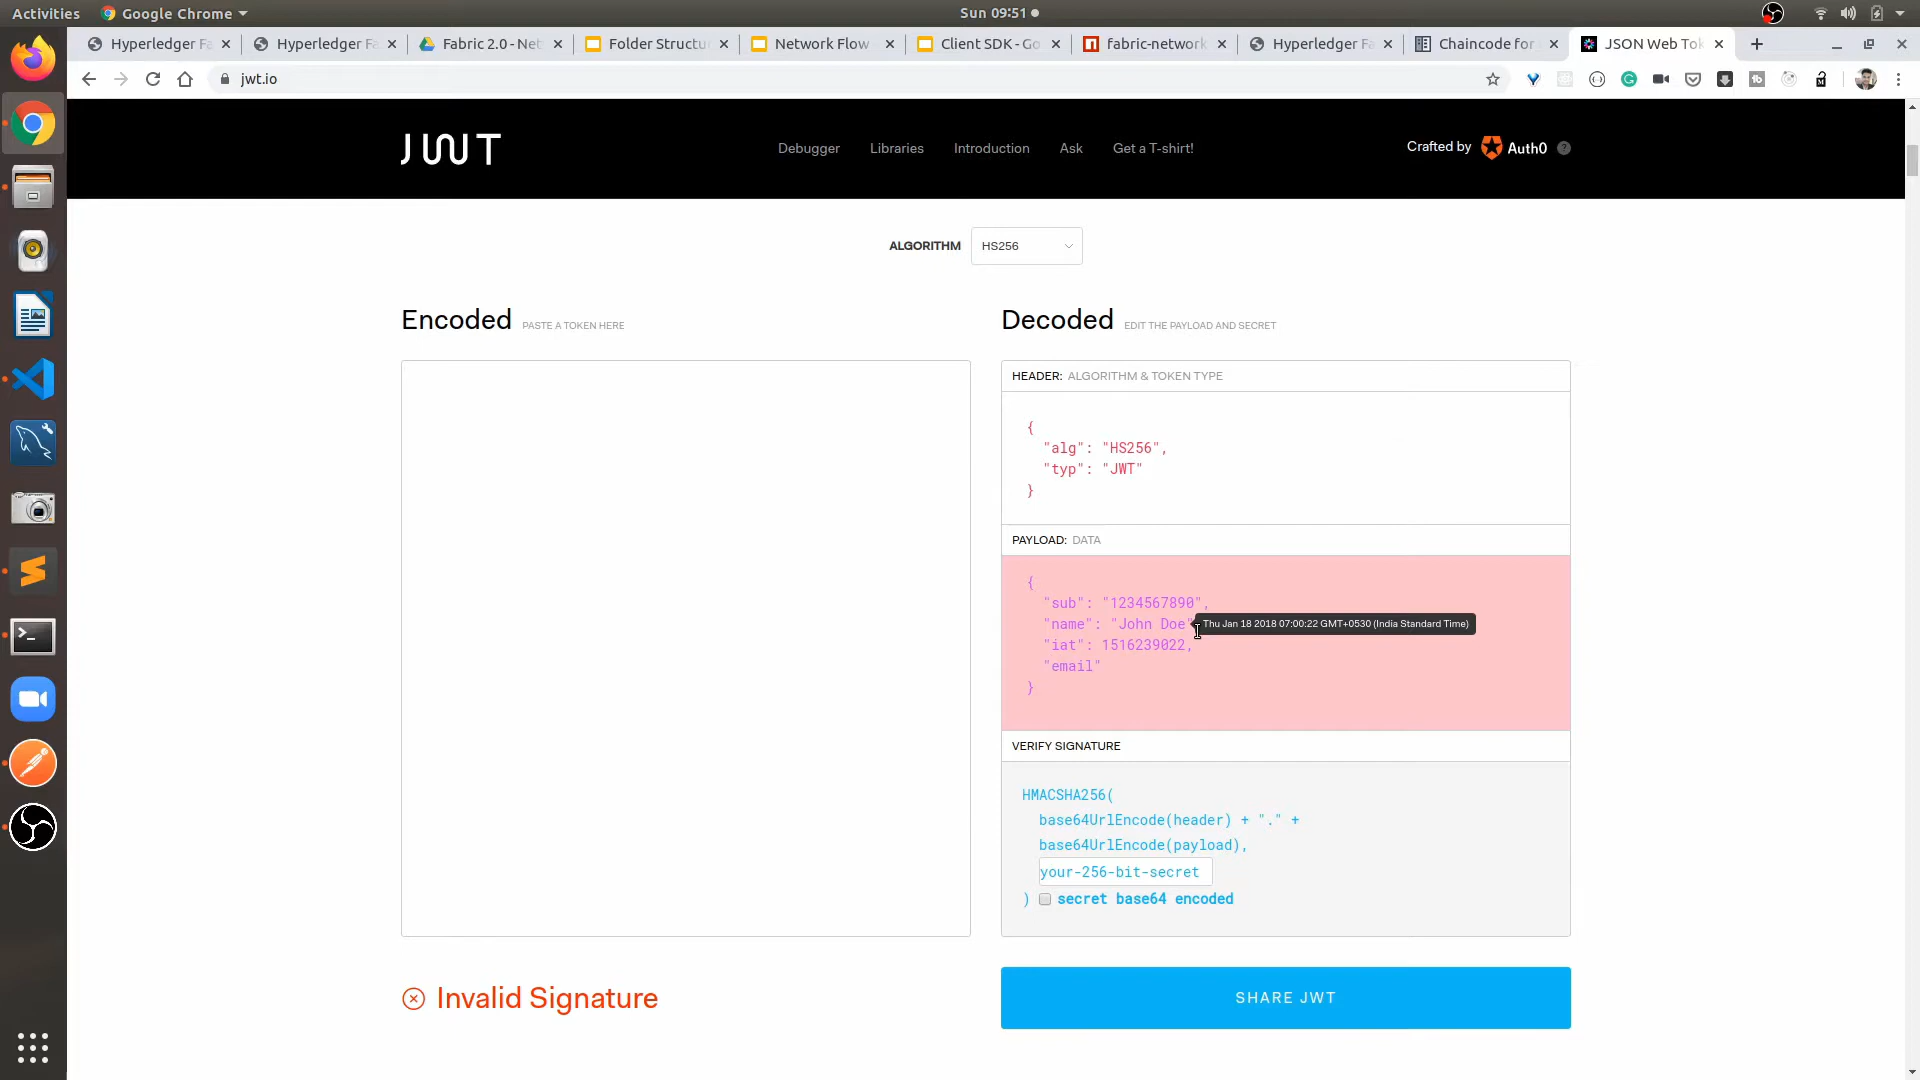 Activities
Google Chrome
Sun 09:51
Hyperledger Fa
Hyperledger Fa
Fabric 2.0 - Net
Folder Structu
Network Flow
Client SDK - Go
fabric-network
Hyperledger Fa
Chaincode for
JSON Web Tok
jwt.io
JWT
Debugger
Libraries
Introduction
Ask
Get a T-shirt!
Crafted by Auth0 ?
ALGORITHM HS256
Encoded PASTE A TOKEN HERE
Decoded EDIT THE PAYLOAD AND SECRET
HEADER: ALGORITHM & TOKEN TYPE
{
"alg": "HS256",
"typ": "JWT"
}
PAYLOAD: DATA
{
"sub": "1234567890",
"name": "John Doe"
Thu Jan 18 2018 07:00:22 GMT+0530 (India Standard Time)
"iat": 1516239022,
"email"
}
VERIFY SIGNATURE
HMACSHA256(
base64UrlEncode(header) + "." +
base64UrlEncode(payload),
your-256-bit-secret
) secret base64 encoded
Invalid Signature
SHARE JWT